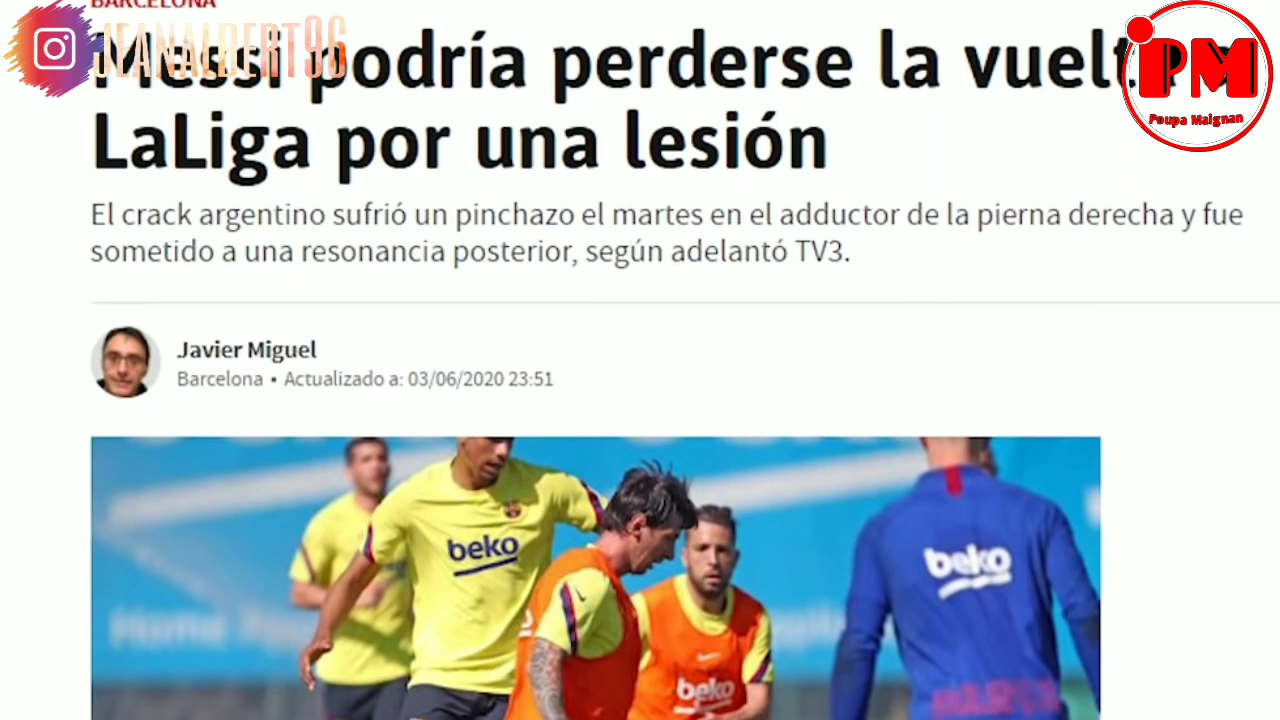 BARCELONA
JEANALBERT96
Messi podría perderse la vuelta a
LaLiga por una lesión
PM
Poupa Maignan
El crack argentino sufrió un pinchazo el martes en el adductor de la pierna derecha y fue
sometido a una resonancia posterior, según adelantó TV3.
Javier Miguel
Barcelona • Actualizado a: 03/06/2020 23:51
beko
beko
beko